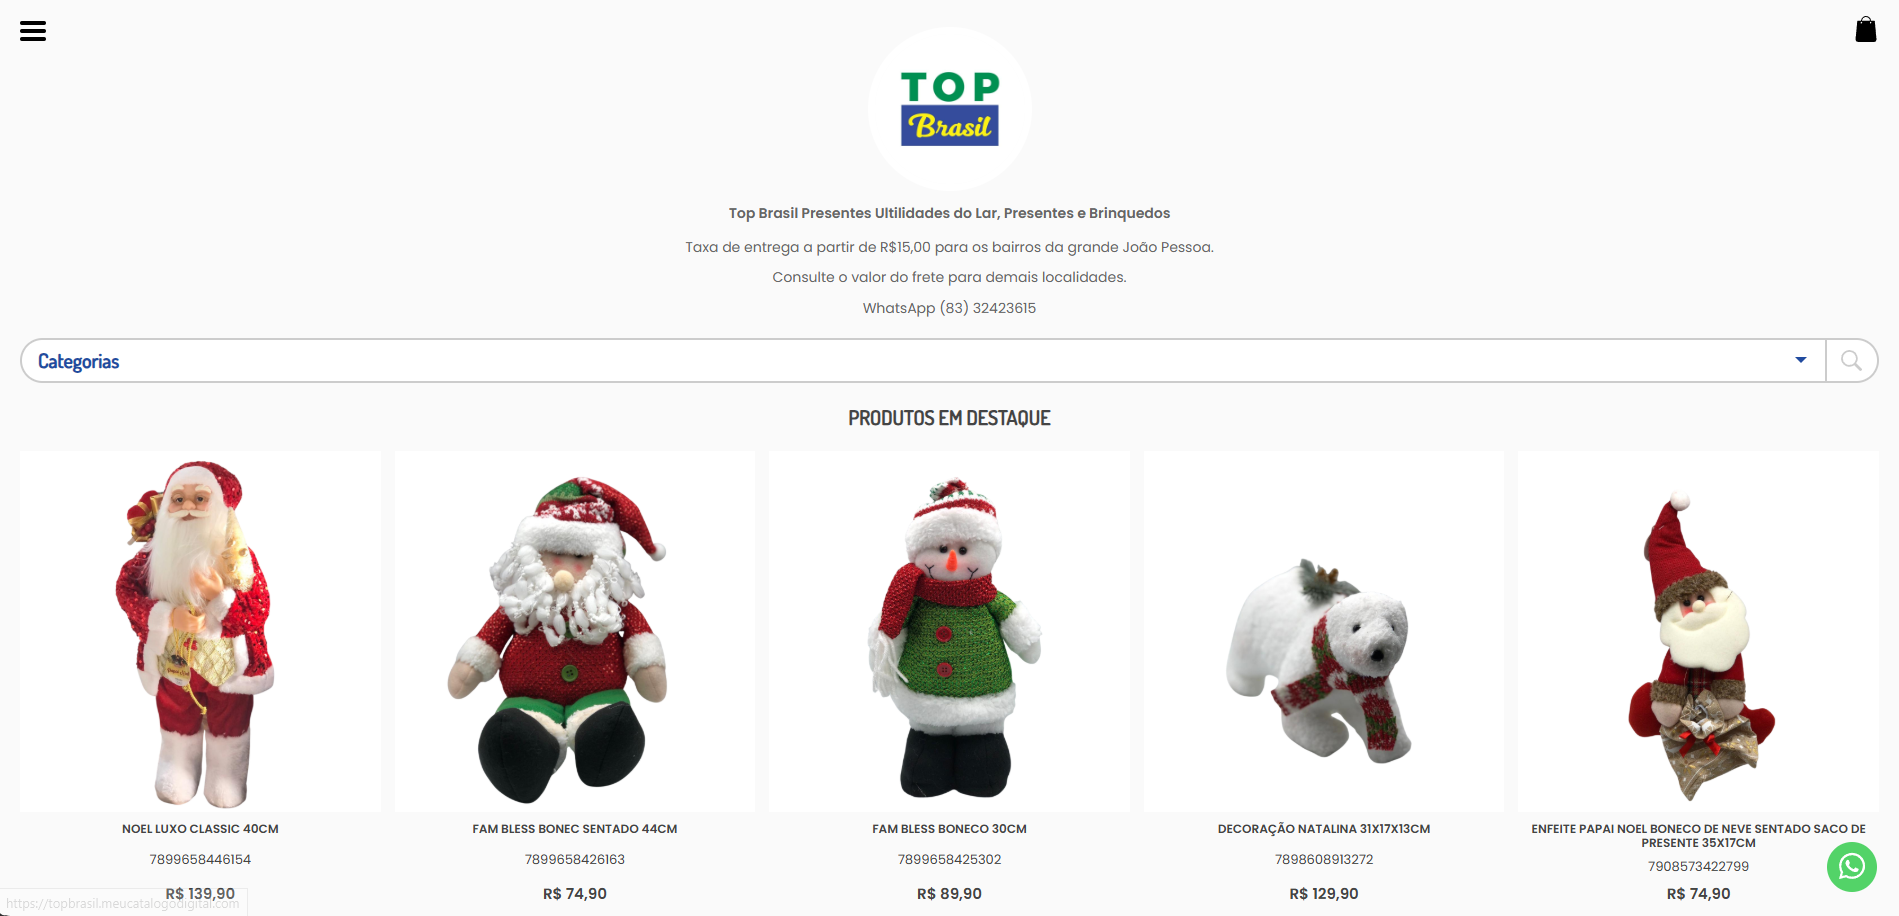 TOP
Brasil
Top Brasil Presentes Ultilidades do Lar, Presentes e Brinquedos
Taxa de entrega a partir de R$15,00 para os bairros da grande João Pessoa.
Consulte o valor do frete para demais localidades.
WhatsApp (83) 32423615
Categorias
PRODUTOS EM DESTAQUE
NOEL LUXO CLASSIC 40CM
7899658446154
R$ 139,90
FAM BLESS BONEC SENTADO 44CM
7899658426163
R$ 74,90
FAM BLESS BONECO 30CM
7899658425302
R$ 89,90
DECORAÇÃO NATALINA 31X17X13CM
7898608913272
R$ 129,90
ENFEITE PAPAI NOEL BONECO DE NEVE SENTADO SACO DE
PRESENTE 35X17CM
7908573422799
R$ 74,90
https://topbrasil.meucatalogodigital.com